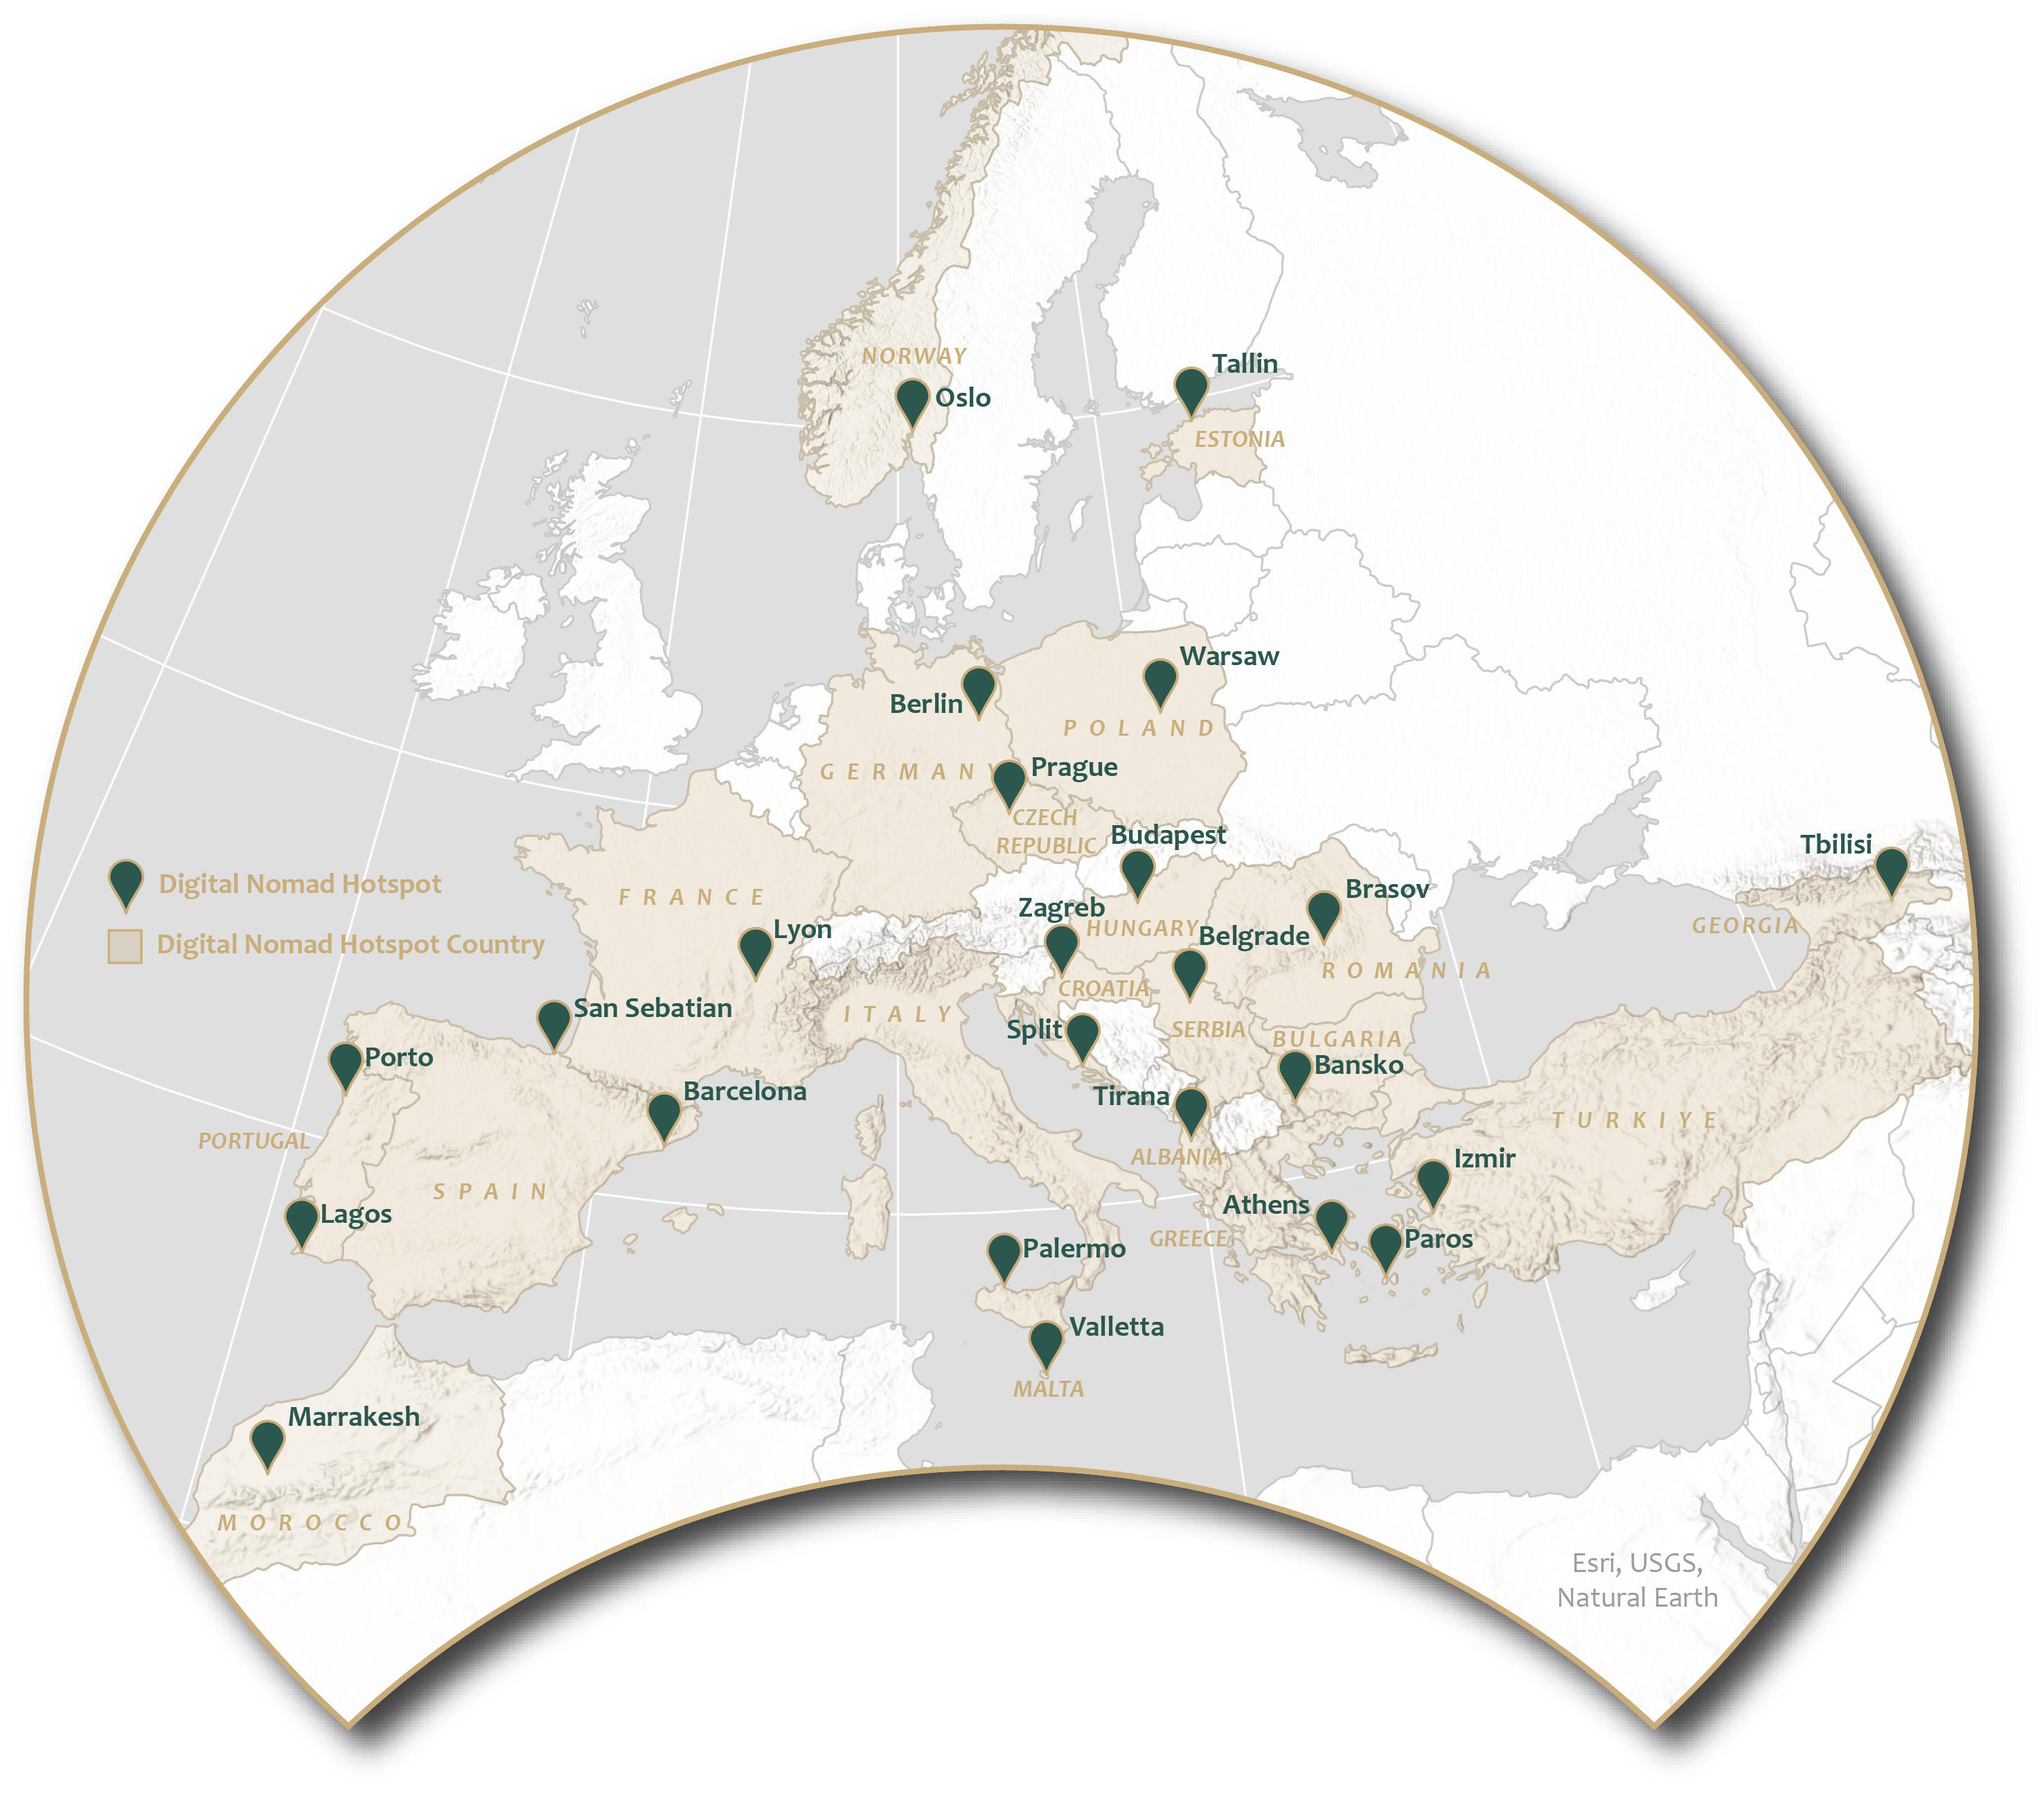 NORWAY
Oslo
Tallin
ESTONIA
Warsaw
Berlin
POLAND
GERMANY
Prague
CZECH
REPUBLIC
Budapest
Tbilisi
Digital Nomad Hotspot
FRANCE
Brasov
Zagreb
HUNGARY
GEORGIA
Lyon
Belgrade
Digital Nomad Hotspot Country
ROMANIA
CROATIA
San Sebatian
ITALY
Split
SERBIA
BULGARIA
Porto
Bansko
Barcelona
Tirana
TURKIYE
PORTUGAL
ALBANIA
Izmir
SPAIN
Athens
Lagos
GREECE
Paros
Palermo
Valletta
MALTA
Marrakesh
MOROCCO
Esri, USGS,
Natural Earth